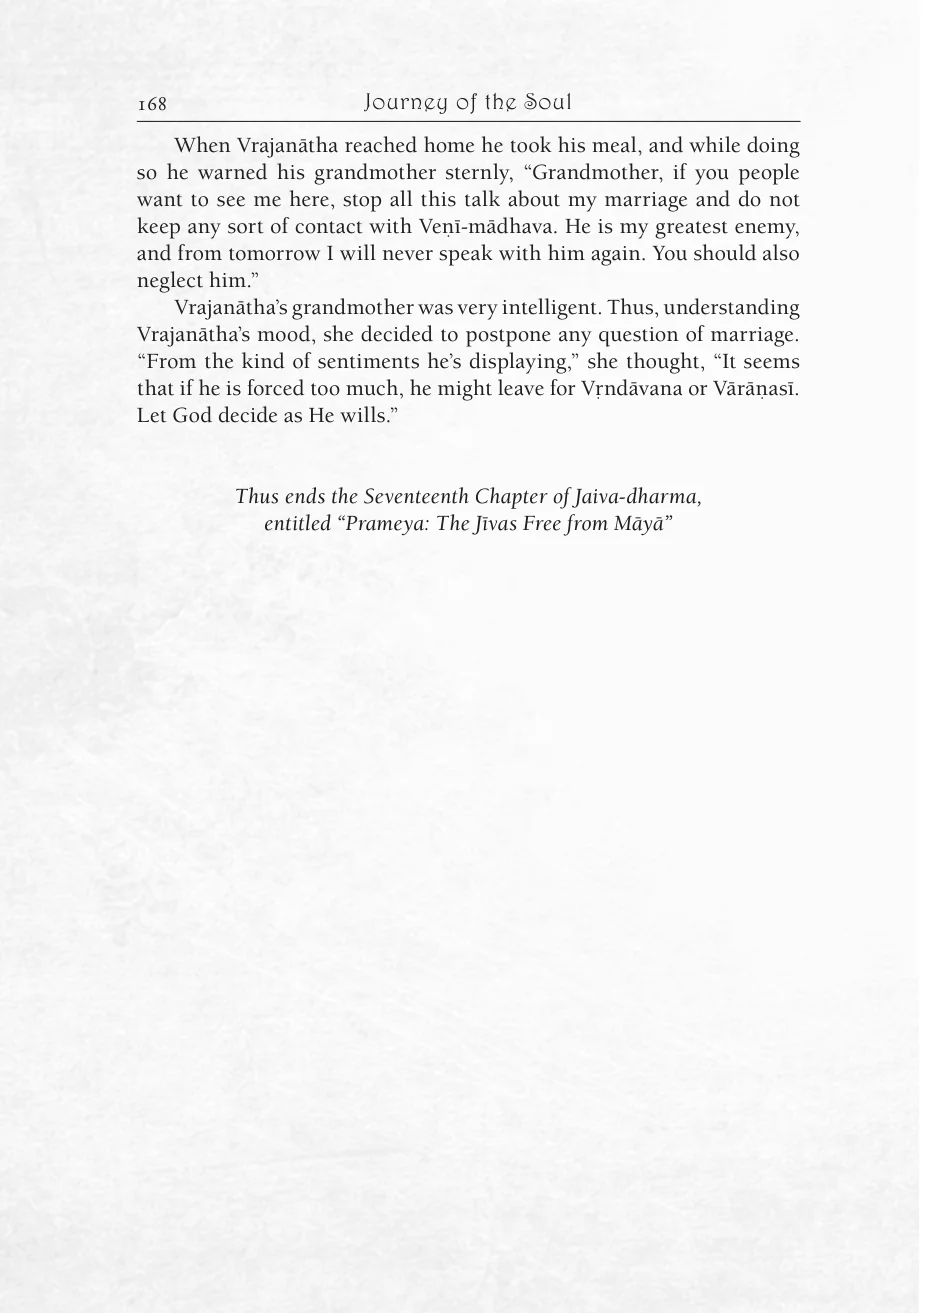 168
Journey of the Soul
When Vrajanātha reached home he took his meal, and while doing
so he warned his grandmother sternly, “Grandmother, if you people
want to see me here, stop all this talk about my marriage and do not
keep any sort of contact with Veṇī-mādhava. He is my greatest enemy,
and from tomorrow I will never speak with him again. You should also
neglect him.”
Vrajanātha’s grandmother was very intelligent. Thus, understanding
Vrajanātha’s mood, she decided to postpone any question of marriage.
“From the kind of sentiments he’s displaying,” she thought, “It seems
that if he is forced too much, he might leave for Vṛndāvana or Vārāṇasī.
Let God decide as He wills.”
Thus ends the Seventeenth Chapter of Jaiva-dharma,
entitled “Prameya: The Jīvas Free from Māyā”